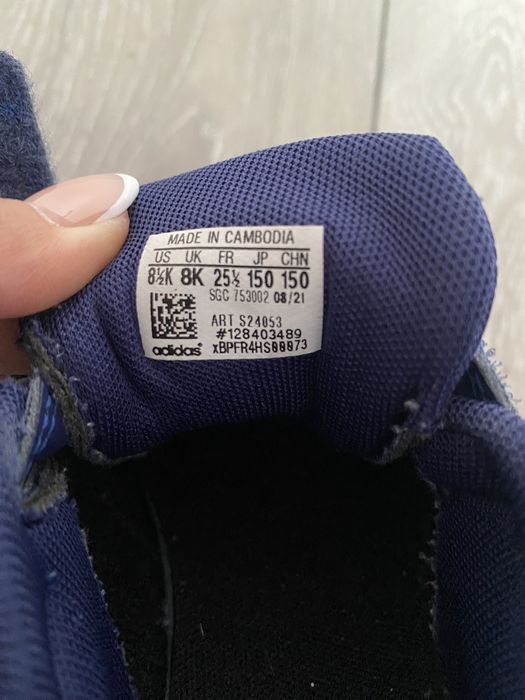 MADE IN CAMBODIA
US UK FR JP CHN
8½K 8K 25½ 150 150
SGC 753002 08/21
ART S24053
#128403489
adidas® xBPFR4HS00073